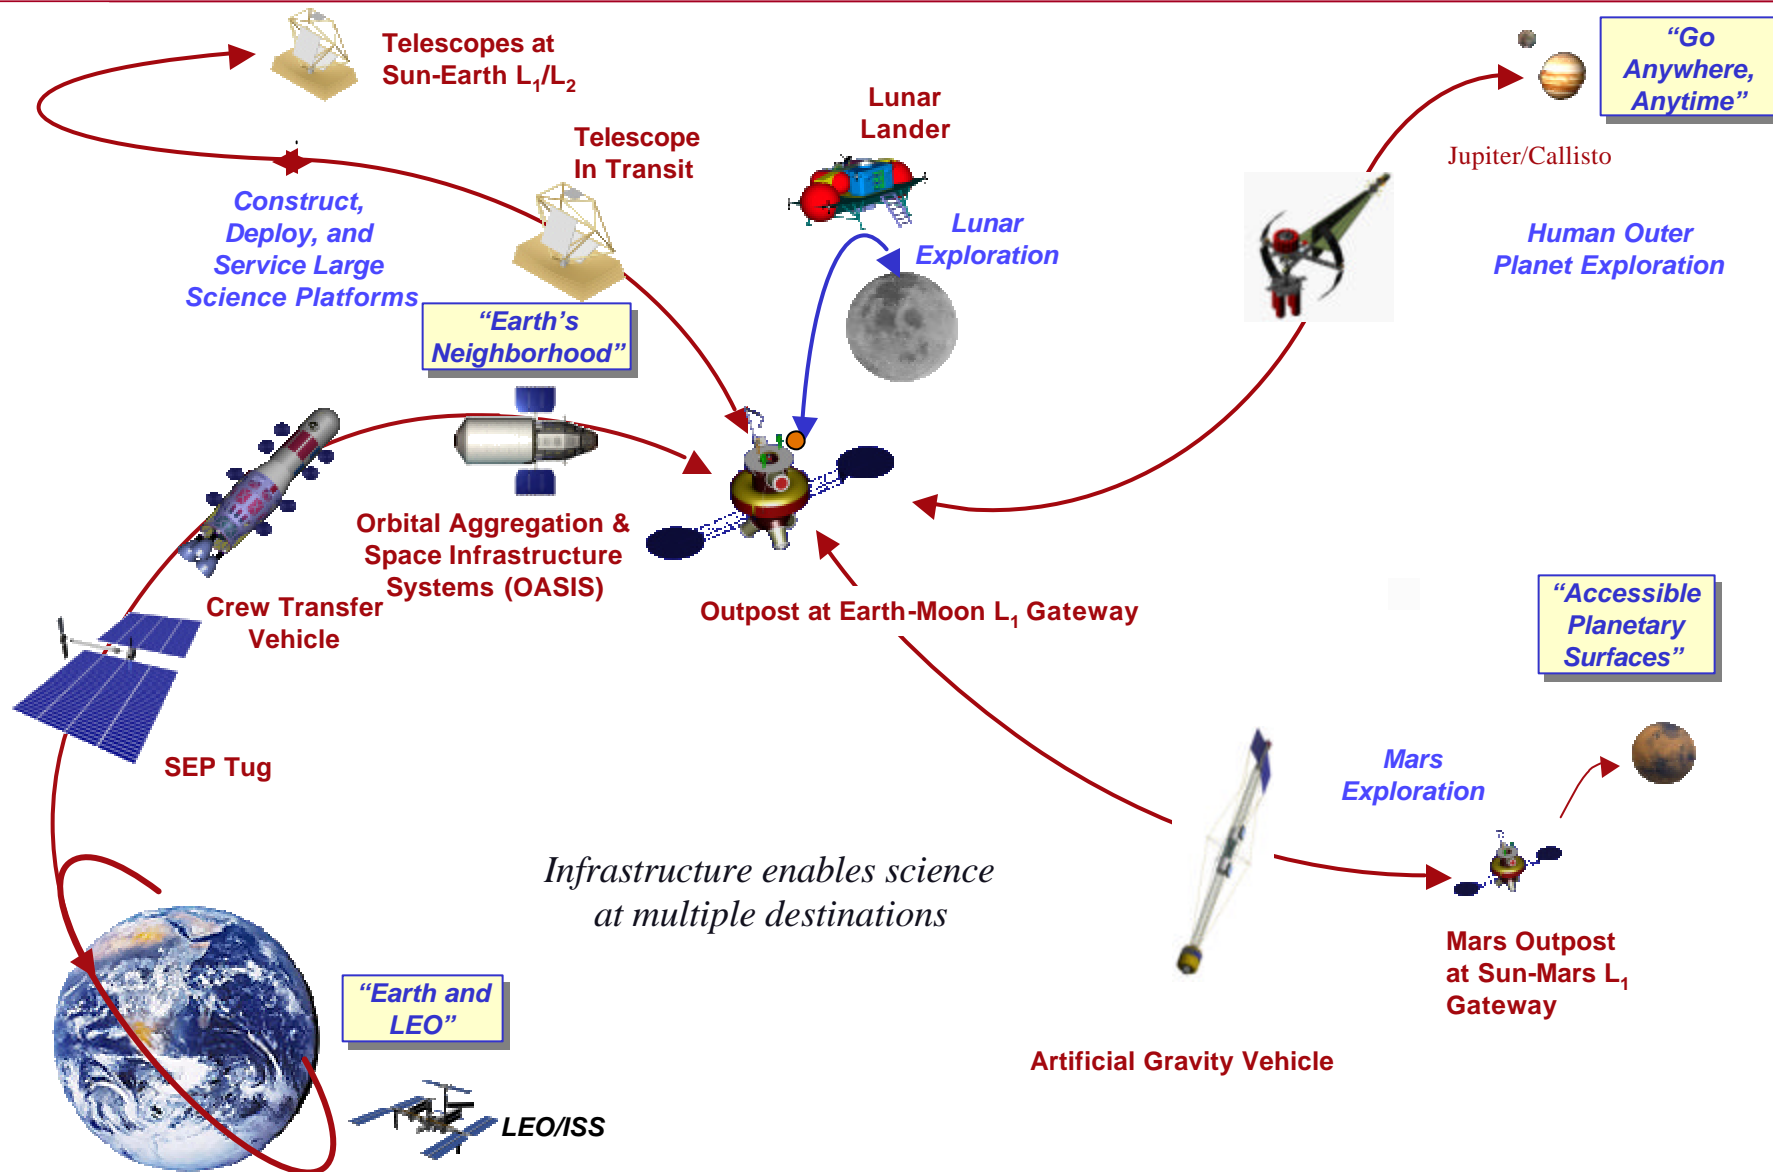 Telescopes at
Sun-Earth L₁/L₂
“Go
Anywhere,
Anytime”
Lunar
Lander
Telescope
In Transit
Jupiter/Callisto
Construct,
Deploy, and
Service Large
Science Platforms
Lunar
Exploration
Human Outer
Planet Exploration
“Earth’s
Neighborhood”
Orbital Aggregation &
Space Infrastructure
Systems (OASIS)
Crew Transfer
Vehicle
Outpost at Earth-Moon L₁ Gateway
“Accessible
Planetary
Surfaces”
SEP Tug
Mars
Exploration
Infrastructure enables science
at multiple destinations
Mars Outpost
at Sun-Mars L₁
Gateway
“Earth and
LEO”
Artificial Gravity Vehicle
LEO/ISS